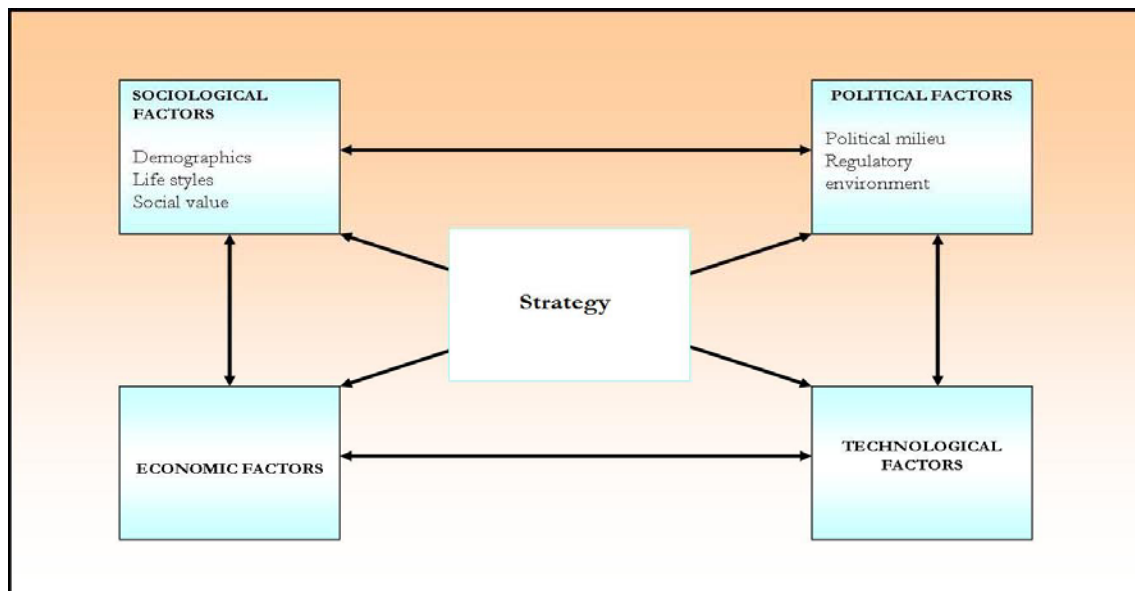 SOCIOLOGICAL
FACTORS
Demographics
Life styles
Social value
POLITICAL FACTORS
Political milieu
Regulatory
environment
Strategy
ECONOMIC FACTORS
TECHNOLOGICAL
FACTORS